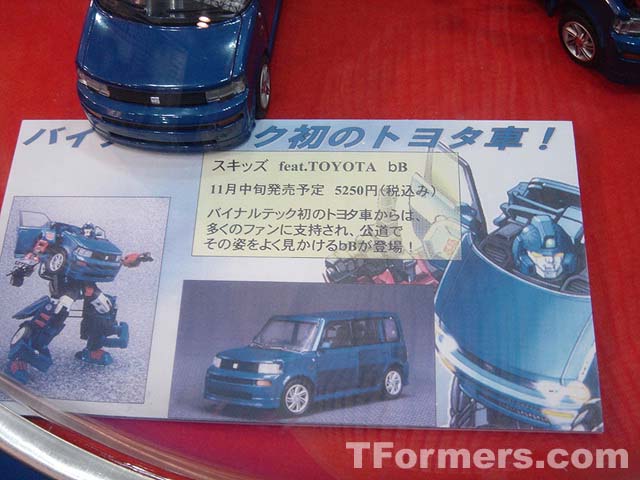 バイナルテック初のトヨタ車！
スキッズ feat.TOYOTA bB
11月中旬発売予定 5250円(税込み)
バイナルテック初のトヨタ車からは、
多くのファンに支持され、公道で
その姿をよく見かけるbBが登場！
TFormers.com